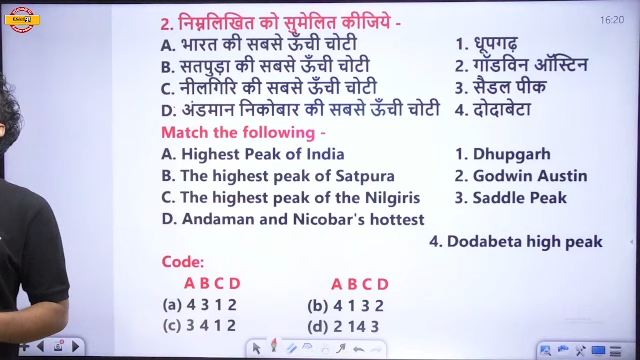 2. निम्नलिखित को सुमेलित कीजिये -
A. भारत की सबसे ऊँची चोटी 1. धूपगढ़
B. सतपुड़ा की सबसे ऊँची चोटी 2. गॉडविन ऑस्टिन
C. नीलगिरि की सबसे ऊँची चोटी 3. सैडल पीक
D. अंडमान निकोबार की सबसे ऊँची चोटी 4. दोदाबेटा
Match the following -
A. Highest Peak of India 1. Dhupgarh
B. The highest peak of Satpura 2. Godwin Austin
C. The highest peak of the Nilgiris 3. Saddle Peak
D. Andaman and Nicobar's hottest
4. Dodabeta high peak
Code:
A B C D A B C D
(a) 4 3 1 2 (b) 4 1 3 2
(c) 3 4 1 2 (d) 2 14 3
16:20